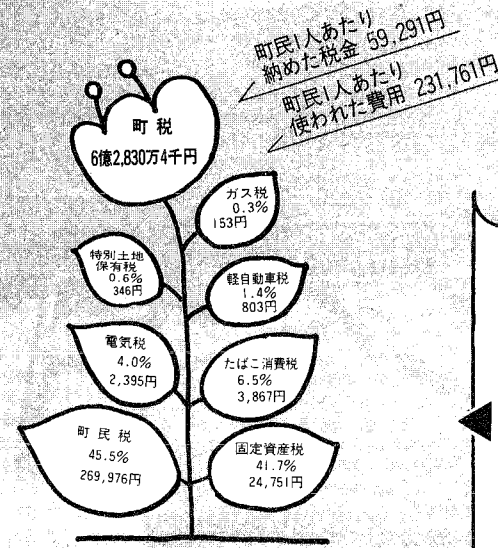 町民1人あたり
納めた税金 59,291円
町民1人あたり
使われた費用 231,761円
町税
6億2,830万4千円
ガス税
0.3%
153円
特別土地
保有税
0.6%
346円
軽自動車税
1.4%
803円
電気税
4.0%
2,395円
たばこ消費税
6.5%
3,867円
町民税
45.5%
269,976円
固定資産税
41.7%
24,751円